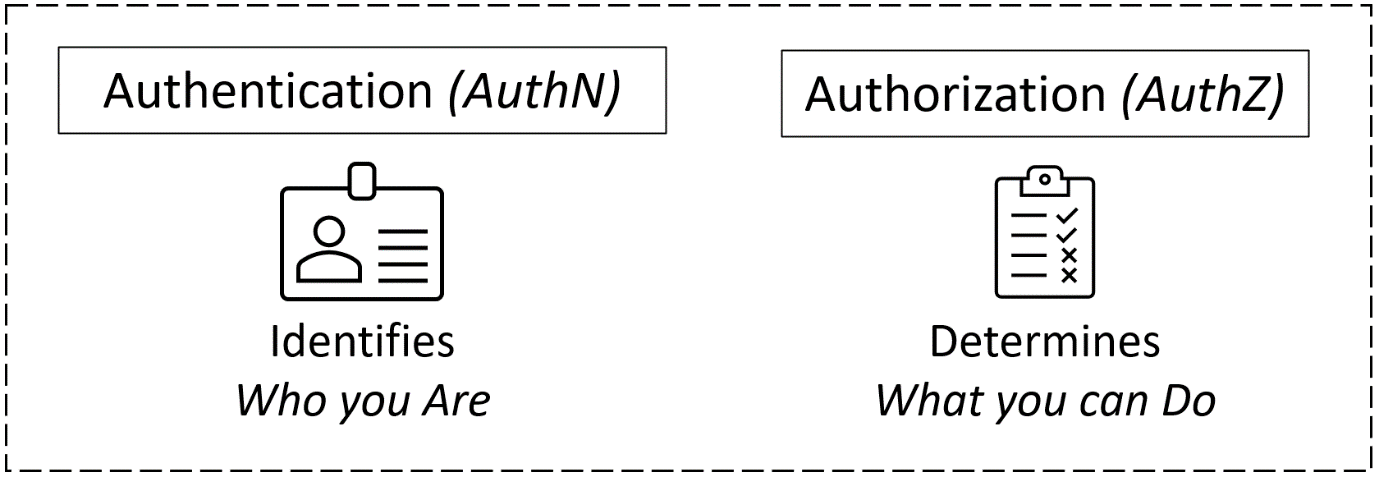 Authentication (AuthN)
Identifies
Who you Are
Authorization (AuthZ)
Determines
What you can Do